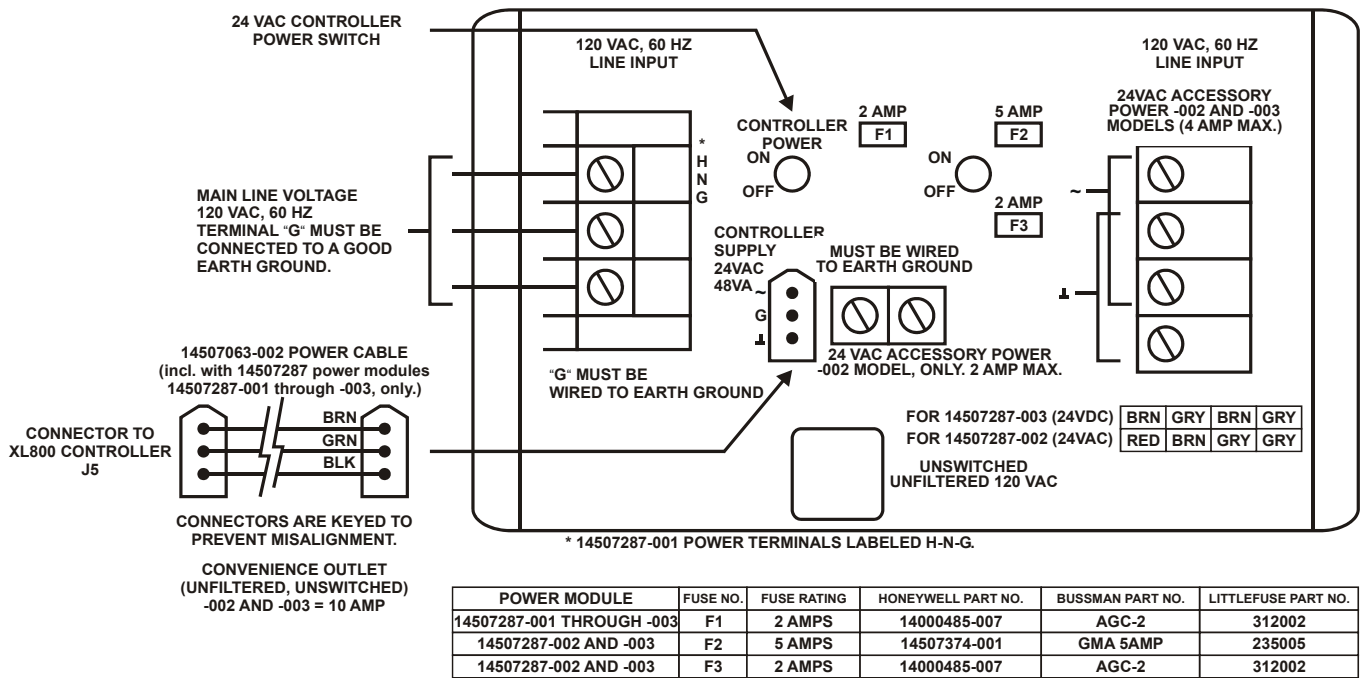 24 VAC CONTROLLER
POWER SWITCH
120 VAC, 60 HZ
LINE INPUT
120 VAC, 60 HZ
LINE INPUT
24VAC ACCESSORY
POWER -002 AND -003
MODELS (4 AMP MAX.)
2 AMP
F1
5 AMP
F2
CONTROLLER
POWER
ON
OFF
ON
OFF
2 AMP
F3
*
H
N
G
~
MAIN LINE VOLTAGE
120 VAC, 60 HZ
TERMINAL "G" MUST BE
CONNECTED TO A GOOD
EARTH GROUND.
CONTROLLER
SUPPLY
24VAC
48VA
~
G
MUST BE WIRED
TO EARTH GROUND
24 VAC ACCESSORY POWER
-002 MODEL, ONLY. 2 AMP MAX.
"G" MUST BE
WIRED TO EARTH GROUND
14507063-002 POWER CABLE
(incl. with 14507287 power modules
14507287-001 through -003, only.)
BRN
GRN
BLK
CONNECTOR TO
XL800 CONTROLLER
J5
FOR 14507287-003 (24VDC) BRN GRY BRN GRY
FOR 14507287-002 (24VAC) RED BRN GRY GRY
UNSWITCHED
UNFILTERED 120 VAC
CONNECTORS ARE KEYED TO
PREVENT MISALIGNMENT.
* 14507287-001 POWER TERMINALS LABELED H-N-G.
CONVENIENCE OUTLET
(UNFILTERED, UNSWITCHED)
-002 AND -003 = 10 AMP
POWER MODULE FUSE NO. FUSE RATING HONEYWELL PART NO. BUSSMAN PART NO. LITTLEFUSE PART NO.
14507287-001 THROUGH -003 F1 2 AMPS 14000485-007 AGC-2 312002
14507287-002 AND -003 F2 5 AMPS 14507374-001 GMA 5AMP 235005
14507287-002 AND -003 F3 2 AMPS 14000485-007 AGC-2 312002